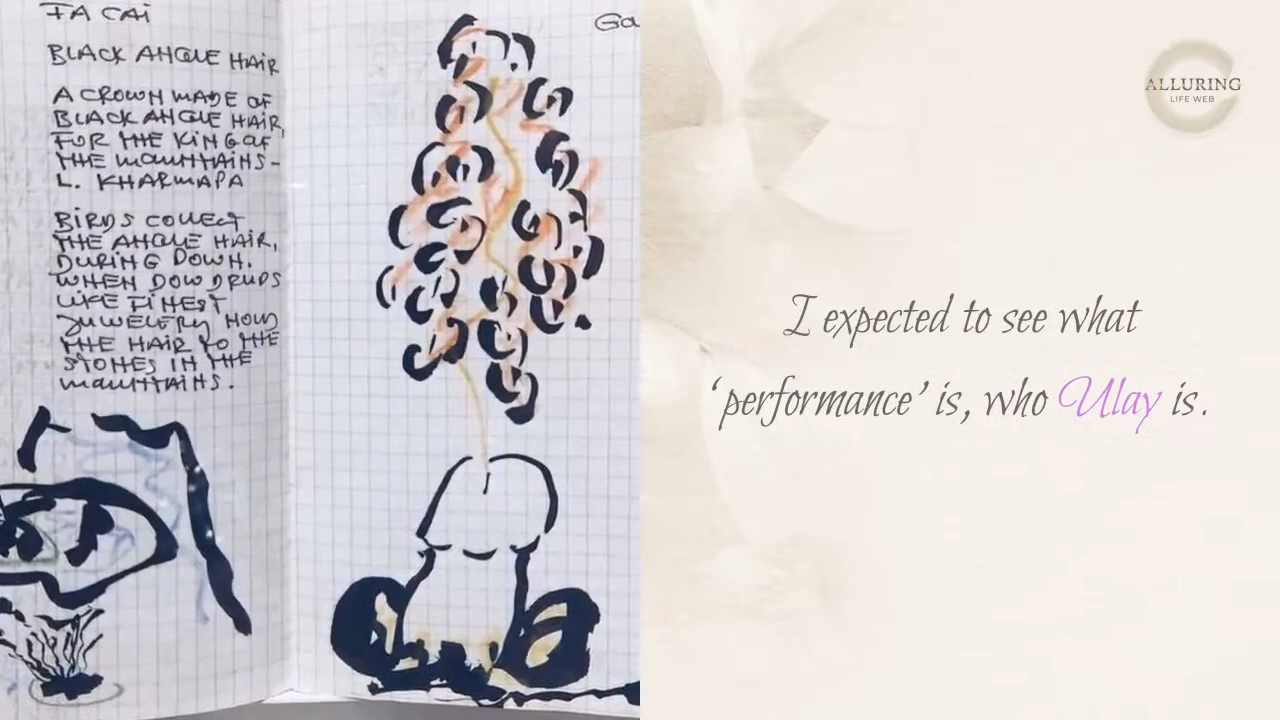 FA CAI
BLACK ANGLE HAIR
A CROWN MADE OF
BLACK ANGLE HAIR,
FOR THE KING OF
THE MOUNTAINS-
L. KHARMAPA
BIRDS COLLECT
THE ANGLE HAIR,
DURING DOWN.
WHEN DOW DRUPS
LIKE FINEST
JUWELERY HOLD
THE HAIR TO THE
STONES IN THE
MOUNTAINS.
Ga
ALLURING
LIFE WEB
I expected to see what
‘performance’ is, who Ulay is.